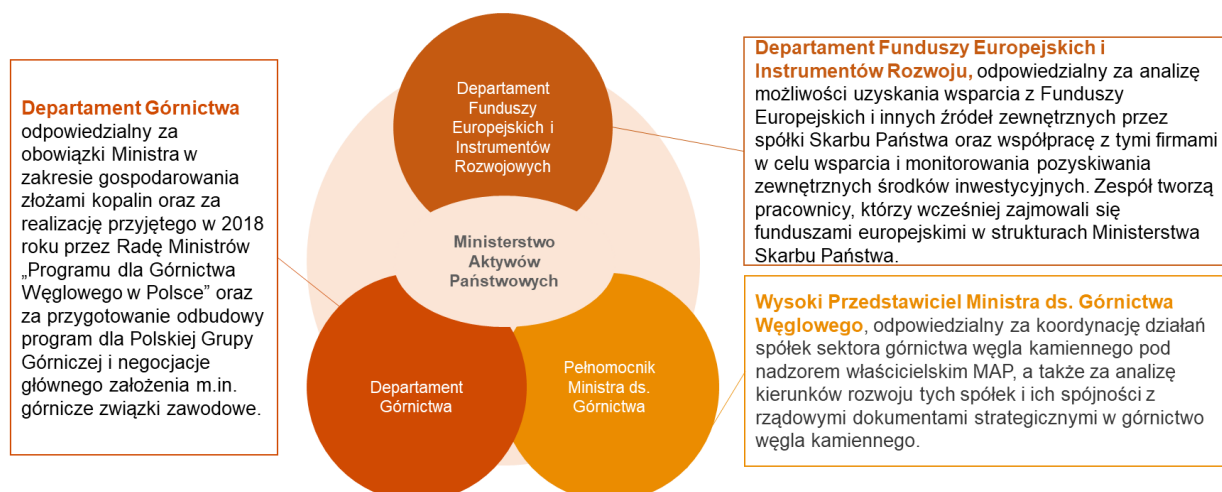 Departament Górnictwa
odpowiedzialny za
obowiązki Ministra w
zakresie gospodarowania
złożami kopalin oraz za
realizację przyjętego w 2018
roku przez Radę Ministrów
„Programu dla Górnictwa
Węglowego w Polsce” oraz
za przygotowanie odbudowy
program dla Polskiej Grupy
Górniczej i negocjacje
głównego założenia m.in.
górnicze związki zawodowe.
Departament
Funduszy
Europejskich i
Instrumentów
Rozwojowych
Ministerstwo
Aktywów
Państwowych
Departament
Górnictwa
Pełnomocnik
Ministra ds.
Górnictwa
Departament Funduszy Europejskich i
Instrumentów Rozwoju, odpowiedzialny za analizę
możliwości uzyskania wsparcia z Funduszy
Europejskich i innych źródeł zewnętrznych przez
spółki Skarbu Państwa oraz współpracę z tymi firmami
w celu wsparcia i monitorowania pozyskiwania
zewnętrznych środków inwestycyjnych. Zespół tworzą
pracownicy, którzy wcześniej zajmowali się
funduszami europejskimi w strukturach Ministerstwa
Skarbu Państwa.
Wysoki Przedstawiciel Ministra ds. Górnictwa
Węglowego, odpowiedzialny za koordynację działań
spółek sektora górnictwa węgla kamiennego pod
nadzorem właścicielskim MAP, a także za analizę
kierunków rozwoju tych spółek i ich spójności z
rządowymi dokumentami strategicznymi w górnictwo
węgla kamiennego.